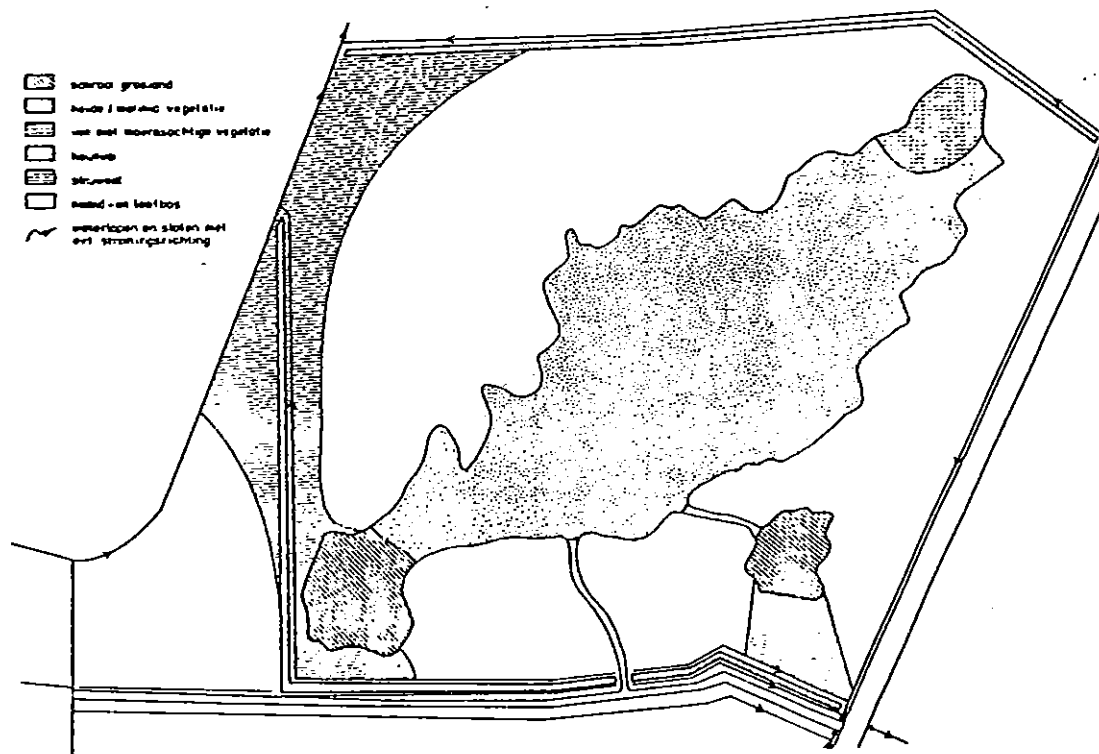 schraal grasland
heide / molinia vegetatie
ven met moerasachtige vegetatie
houtwal
struweel
naald- en loofbos
waterlopen en sloten met
evt. stromingsrichting